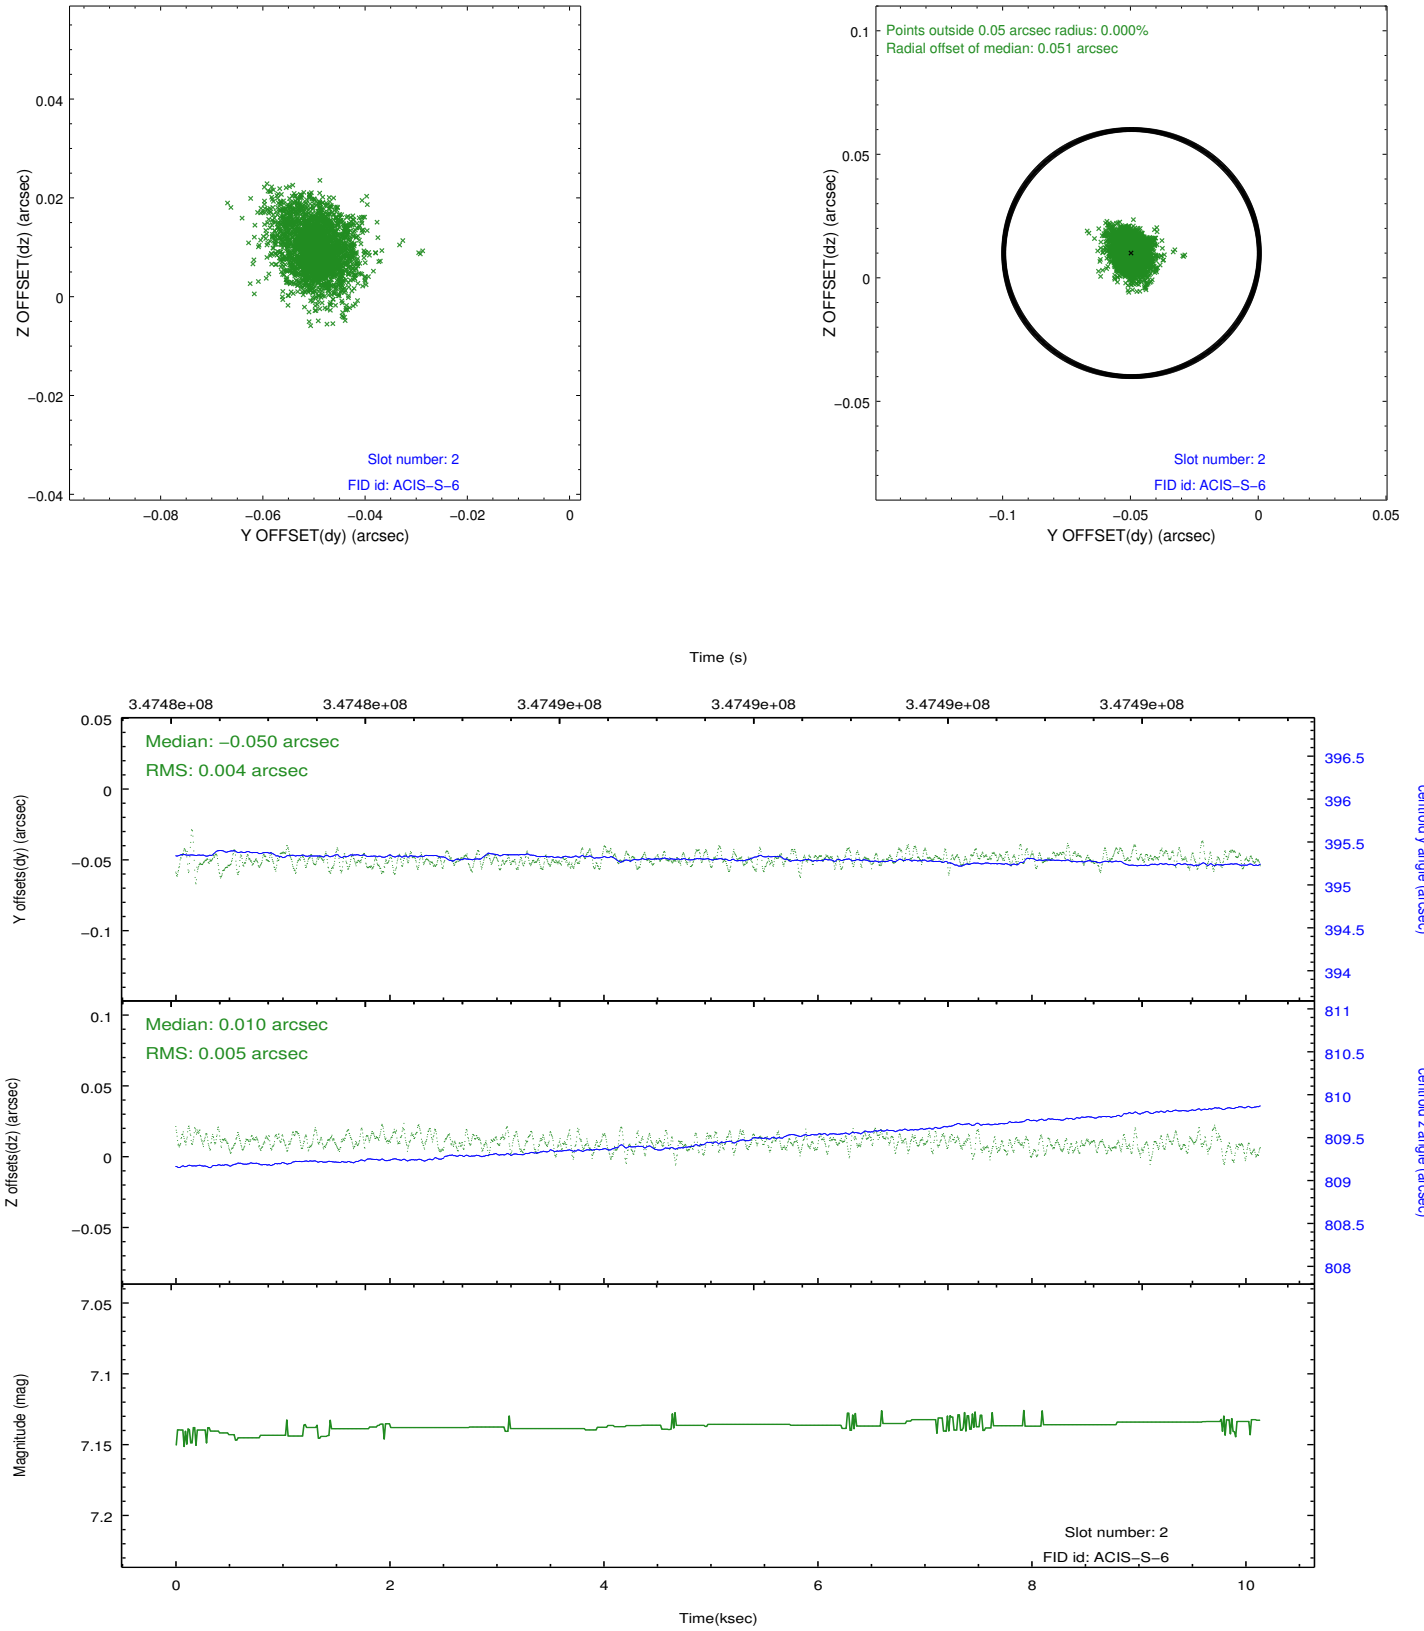 0.04
0.02
0
−0.02
−0.04
Z OFFSET(dz) (arcsec)
Slot number: 2
FID id: ACIS−S−6
−0.08
−0.06
−0.04
−0.02
0
Y OFFSET(dy) (arcsec)
Points outside 0.05 arcsec radius: 0.000%
Radial offset of median: 0.051 arcsec
0.1
0.05
0
−0.05
Z OFFSET(dz) (arcsec)
Slot number: 2
FID id: ACIS−S−6
−0.1
−0.05
0
0.05
Y OFFSET(dy) (arcsec)
Time (s)
3.4748e+08
3.4748e+08
3.4749e+08
3.4749e+08
3.4749e+08
3.4749e+08
Median: −0.050 arcsec
RMS: 0.004 arcsec
0.05
0
−0.05
−0.1
Y offsets(dy) (arcsec)
396.5
396
395.5
395
394.5
394
centroid y angle (arcsec)
Median: 0.010 arcsec
RMS: 0.005 arcsec
0.1
0.05
0
−0.05
Z offsets(dz) (arcsec)
811
810.5
810
809.5
809
808.5
808
centroid z angle (arcsec)
7.05
7.1
7.15
7.2
Magnitude (mag)
Slot number: 2
FID id: ACIS−S−6
0
2
4
6
8
10
Time(ksec)